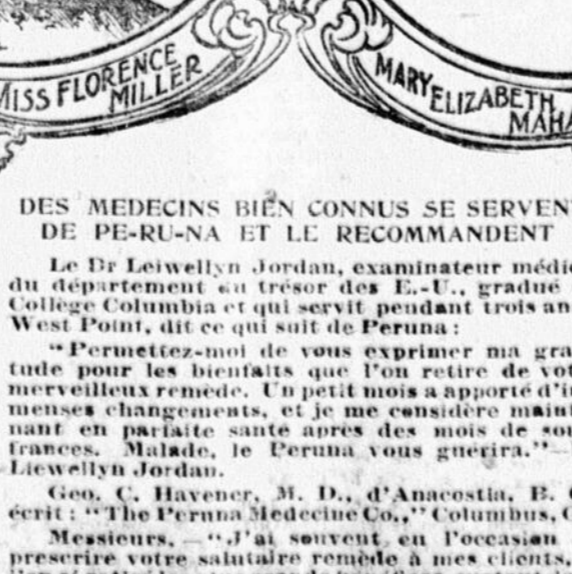 MISS FLORENCE
MILLER
MARY
ELIZABETH
MAHA
DES MEDECINS BIEN CONNUS SE SERVENT
DE PE-RU-NA ET LE RECOMMANDENT
Le Dr Leiwellyn Jordan, examinateur médic
du département au trésor des E.-U., gradué
Collège Columbia et qui servit pendant trois an
West Point, dit ce qui suit de Peruna :
"Permettez-moi de vous exprimer ma gra
tude pour les bienfaits que l'on retire de vot
merveilleux remède. Un petit mois a apporté d'i
menses changements, et je me considère maint
nant en parfaite santé après des mois de sou
frances. Malade, le Peruna vous guérira."—
Liewellyn Jordan.
Geo. C. Havener, M. D., d'Anacostia, B. C
écrit : "The Peruna Medecine Co.," Columbus, O
Messieurs,—"J'ai souvent eu l'occasion
prescrire votre salutaire remède à mes clients.